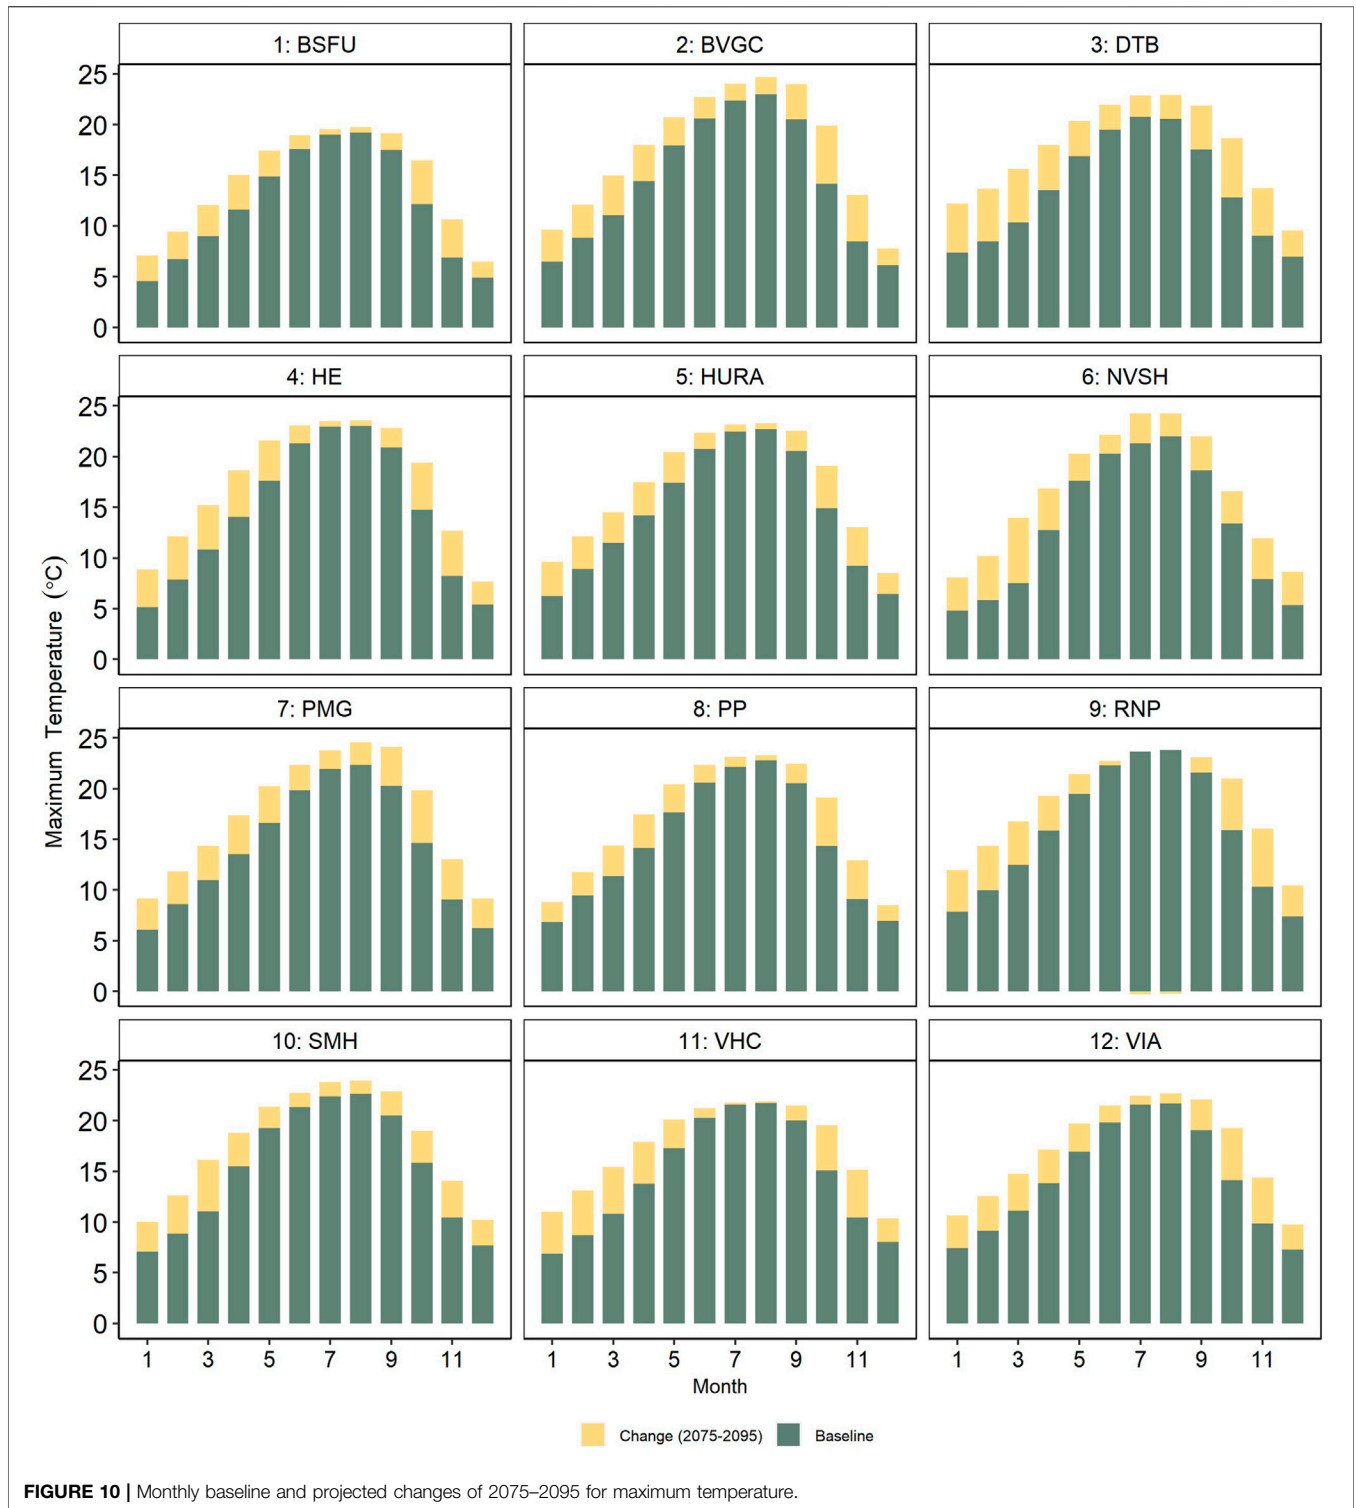 1: BSFU
2: BVGC
3: DTB
25
20
15
10
5
0
4: HE
5: HURA
6: NVSH
25
20
15
10
5
0
Maximum Temperature (°C)
7: PMG
8: PP
9: RNP
25
20
15
10
5
0
10: SMH
11: VHC
12: VIA
25
20
15
10
5
0
1 3 5 7 9 11 1 3 5 7 9 11 1 3 5 7 9 11
Month
Change (2075-2095) Baseline
FIGURE 10 | Monthly baseline and projected changes of 2075–2095 for maximum temperature.